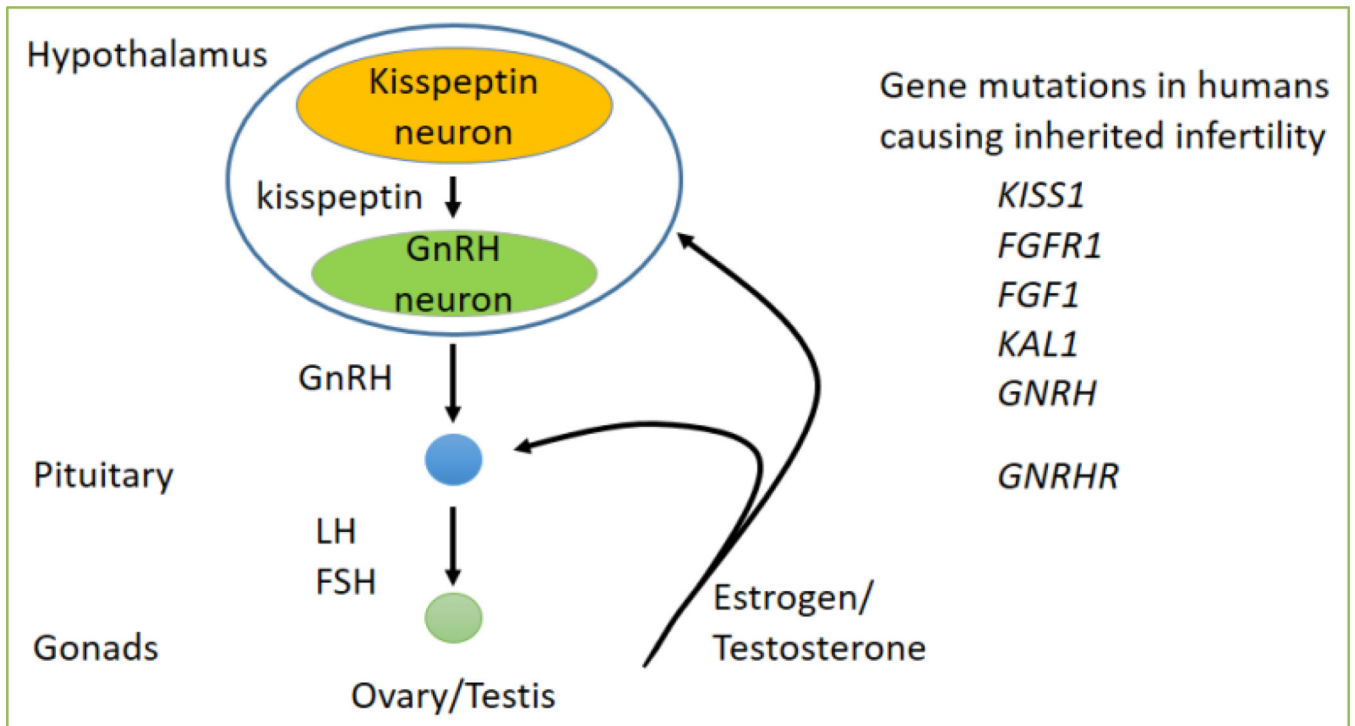 Hypothalamus
Kisspeptin
neuron
kisspeptin
GnRH
neuron
GnRH
Pituitary
LH
FSH
Gonads
Ovary/Testis
Estrogen/
Testosterone
Gene mutations in humans
causing inherited infertility
KISS1
FGFR1
FGF1
KAL1
GNRH
GNRHR